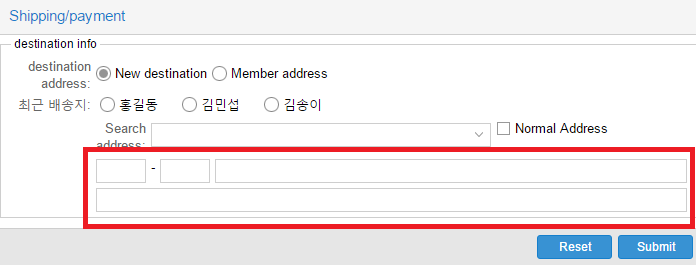 Shipping/payment
destination info
destination address: New destination Member address
최근 배송지: 홍길동 김민섭 김송이
Search address: Normal Address
-
Reset Submit